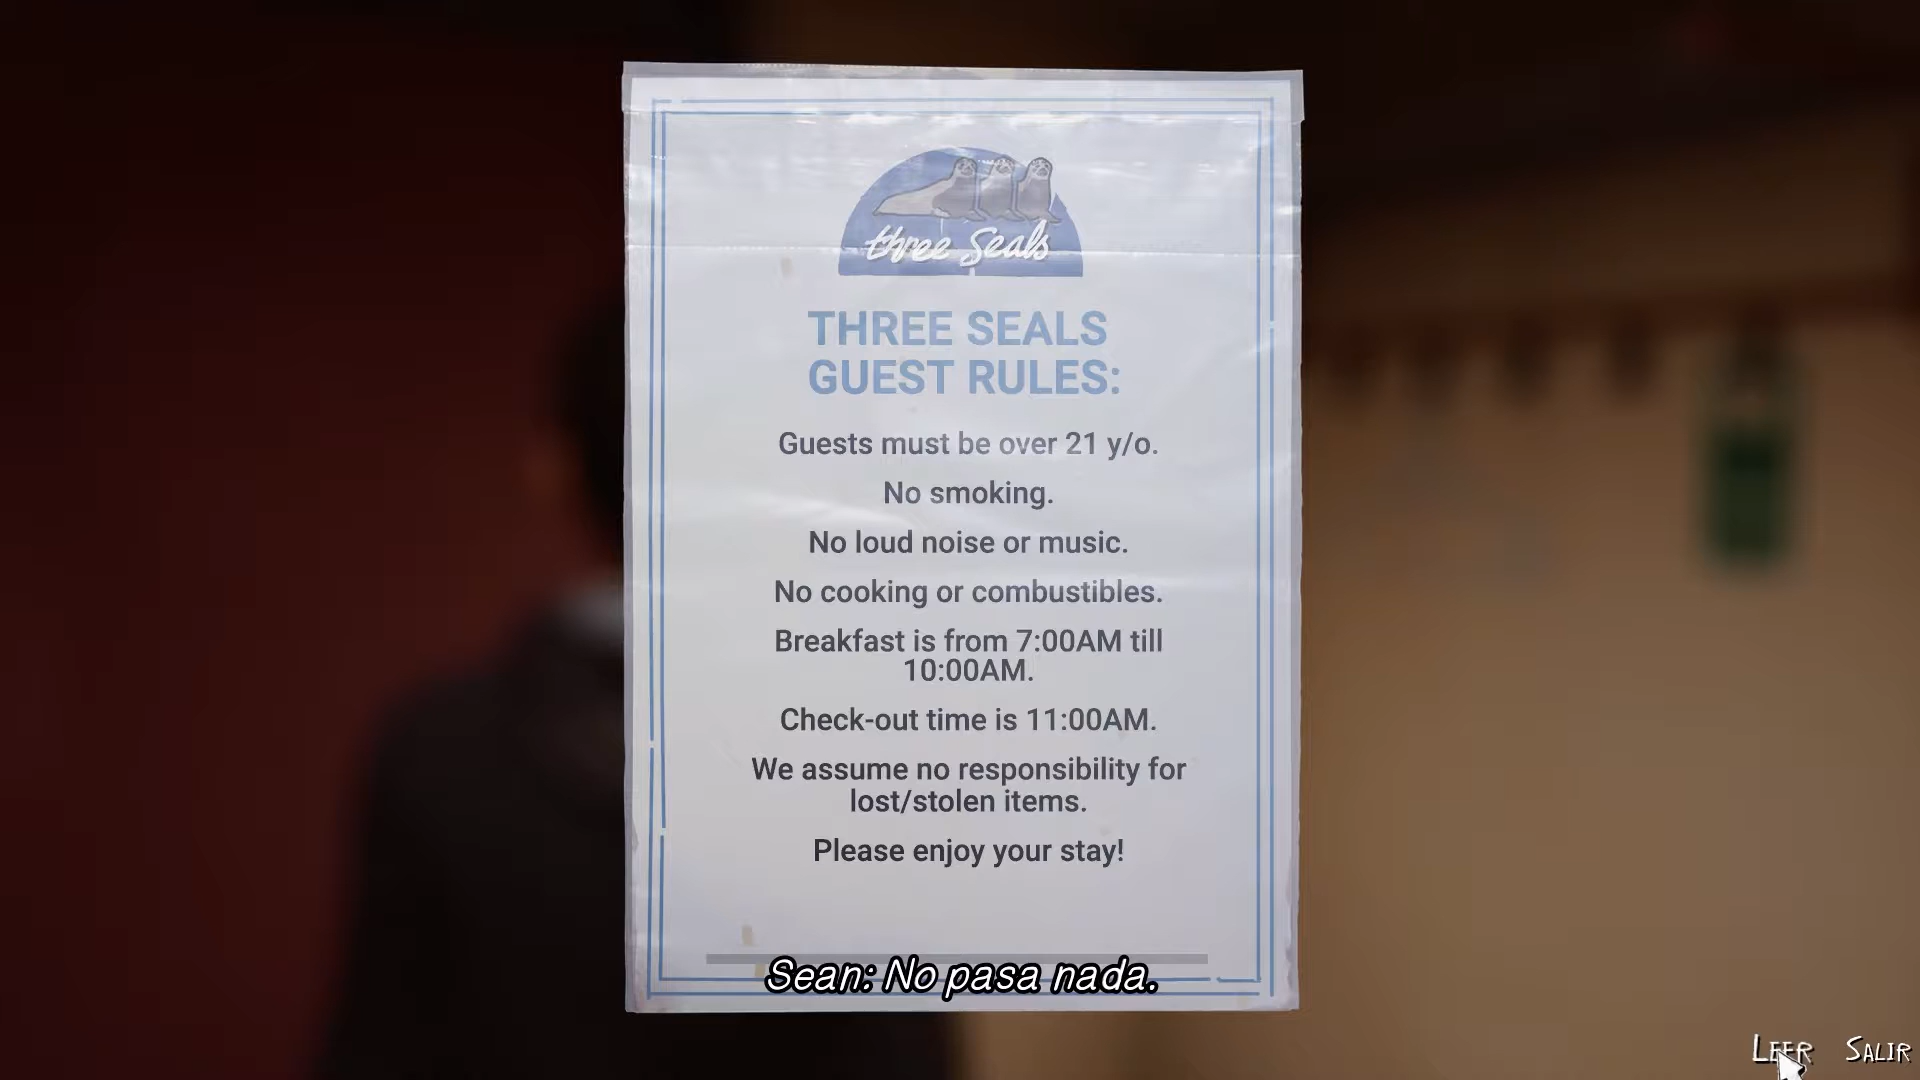 three Seals
THREE SEALS
GUEST RULES:
Guests must be over 21 y/o.
No smoking.
No loud noise or music.
No cooking or combustibles.
Breakfast is from 7:00AM till
10:00AM.
Check-out time is 11:00AM.
We assume no responsibility for
lost/stolen items.
Please enjoy your stay!
Sean: No pasa nada.
LEER SALIR